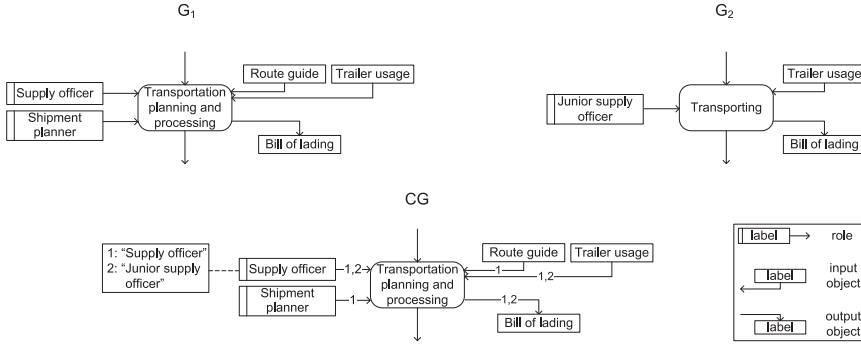 G1
G2
Route guide
Trailer usage
Supply officer
Transportation
planning and
processing
Shipment
planner
Bill of lading
Trailer usage
Junior supply
officer
Transporting
Bill of lading
CG
1: “Supply officer”
2: “Junior supply
officer”
Supply officer
1,2
Shipment
planner
1
Transportation
planning and
processing
Route guide
Trailer usage
1
1,2
1,2
Bill of lading
label
role
label
input
object
output
object
label